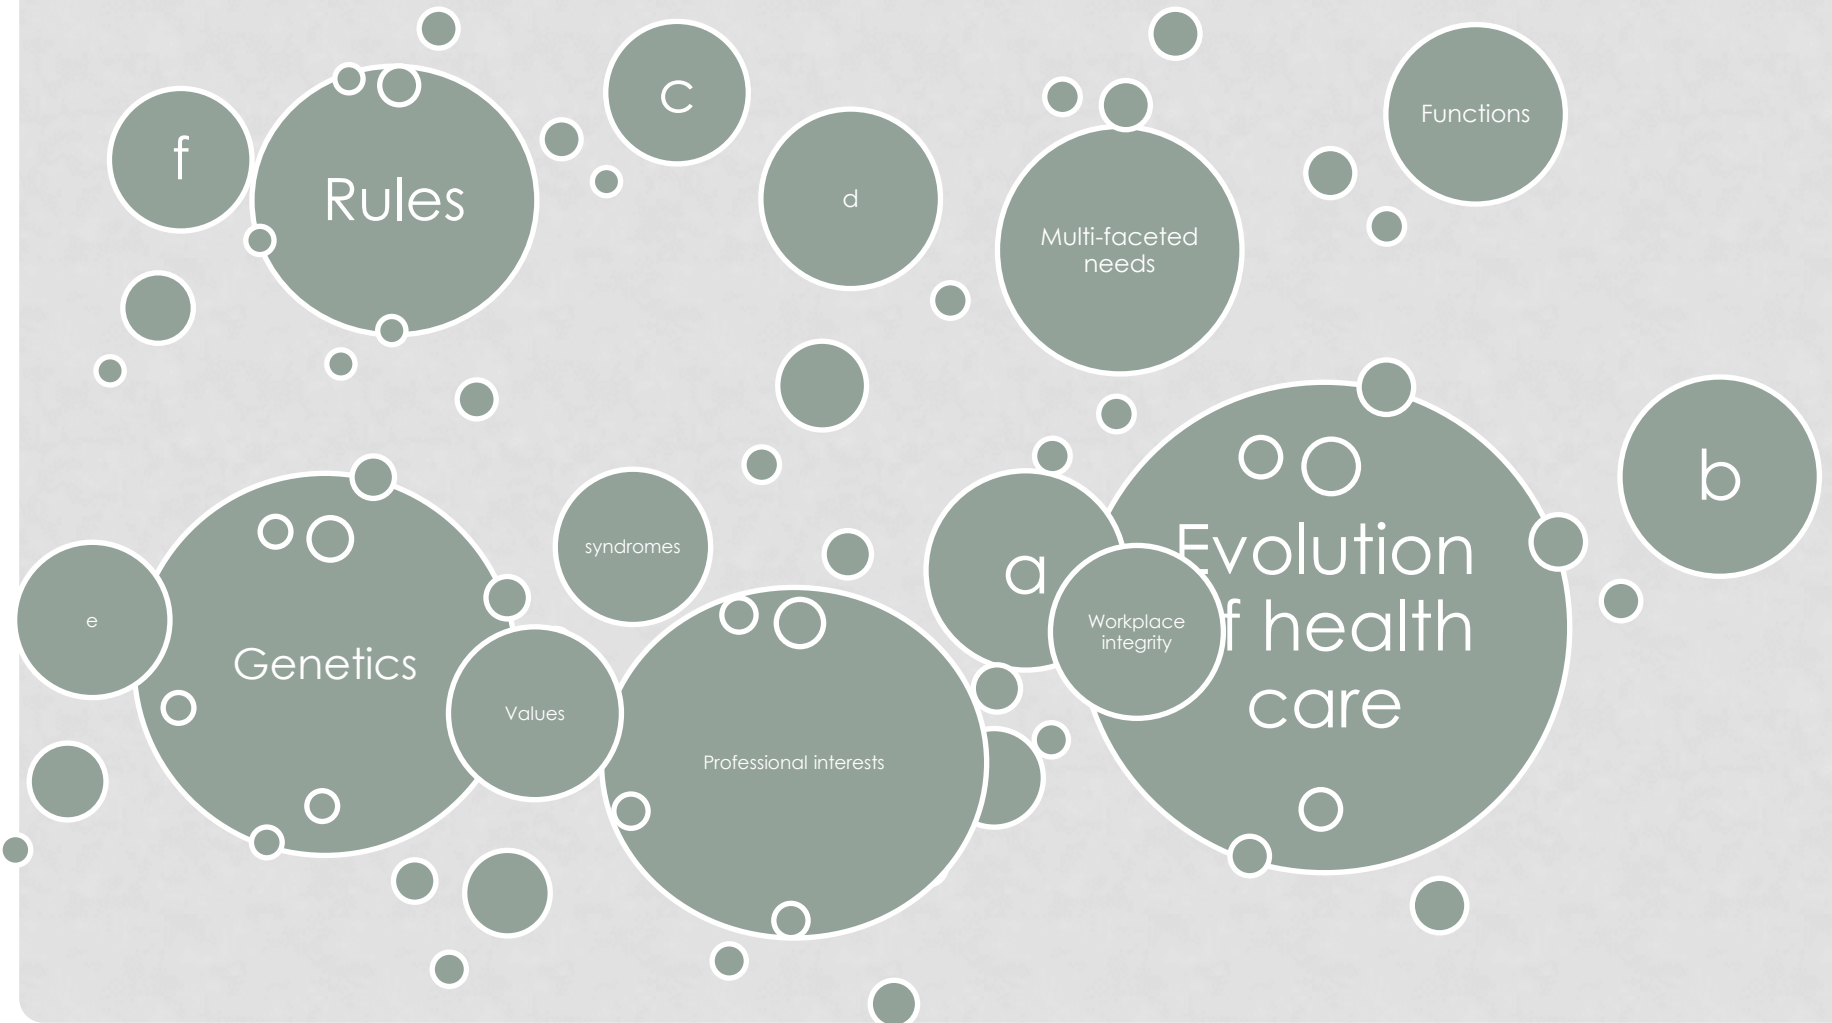 f
Rules
c
d
Multi-faceted
needs
Functions
e
Genetics
syndromes
Values
Professional interests
a
Workplace
integrity
Evolution
f health
care
b